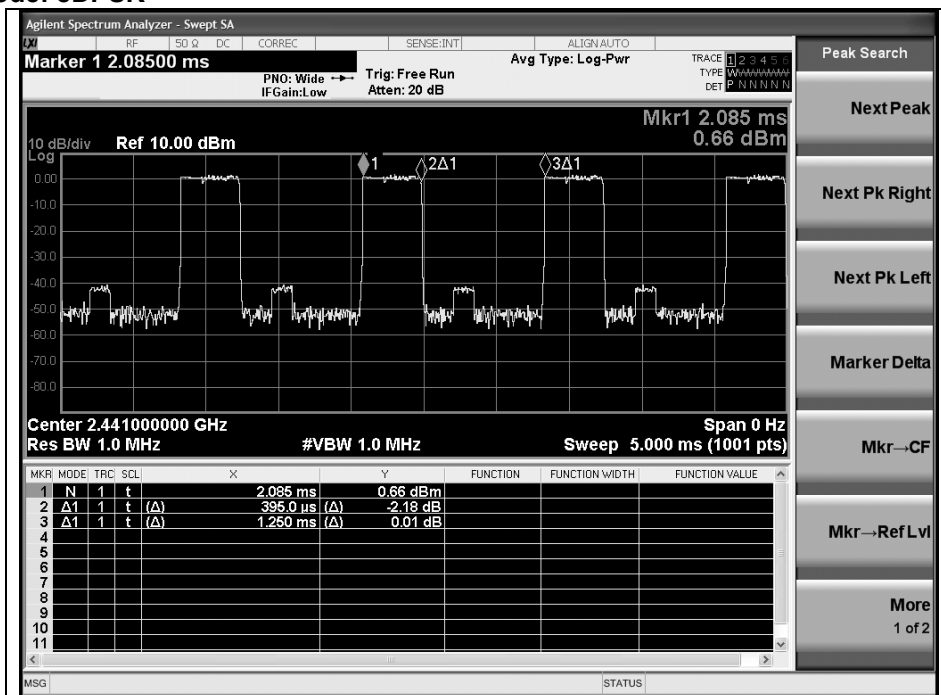 Agilent Spectrum Analyzer - Swept SA
LXI RF 50 Ω DC CORREC SENSE:INT ALIGN AUTO
Marker 1 2.08500 ms
PNO: Wide
IFGain:Low
Trig: Free Run
Atten: 20 dB
Avg Type: Log-Pwr
TRACE 1 2 3 4 5 6
TYPE WWWWWW
DET P N N N N N
Peak Search
Mkr1 2.085 ms
0.66 dBm
10 dB/div Ref 10.00 dBm
Log
1 2Δ1 3Δ1
0.00
-10.0
-20.0
-30.0
-40.0
-50.0
-60.0
-70.0
-80.0
Center 2.441000000 GHz Span 0 Hz
Res BW 1.0 MHz #VBW 1.0 MHz Sweep 5.000 ms (1001 pts)
MKR MODE TRC SCL X Y FUNCTION FUNCTION WIDTH FUNCTION VALUE
1 N 1 t 2.085 ms 0.66 dBm
2 Δ1 1 t (Δ) 395.0 µs (Δ) -2.18 dB
3 Δ1 1 t (Δ) 1.250 ms (Δ) 0.01 dB
4
5
6
7
8
9
10
11
Next Peak
Next Pk Right
Next Pk Left
Marker Delta
Mkr→CF
Mkr→Ref Lvl
More
1 of 2
MSG STATUS